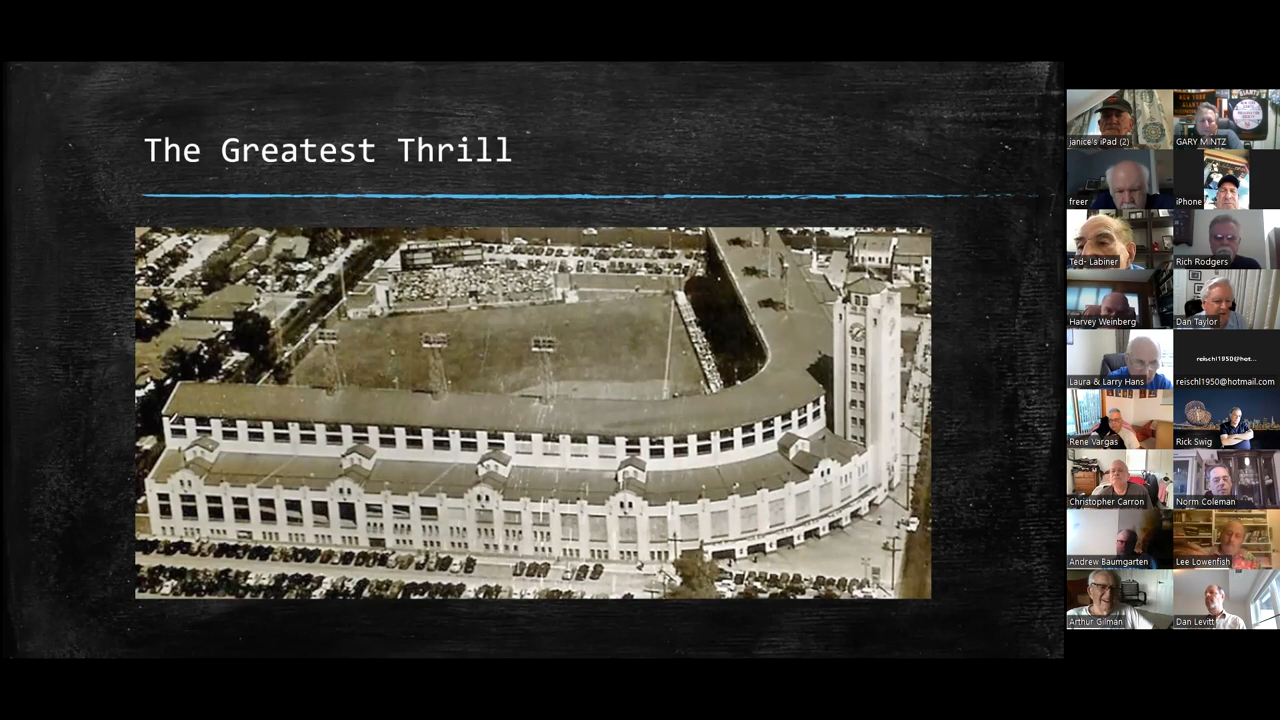 The Greatest Thrill
janice's iPad (2)
GARY MINTZ
freer
iPhone
Ted- Labiner
Rich Rodgers
Harvey Weinberg
Dan Taylor
Laura & Larry Hans
reischl1950@hot...
reischl1950@hotmail.com
Rene Vargas
Rick Swig
Christopher Carron
Norm Coleman
Andrew Baumgarten
Lee Lowenfish
Arthur Gilman
Dan Levitt